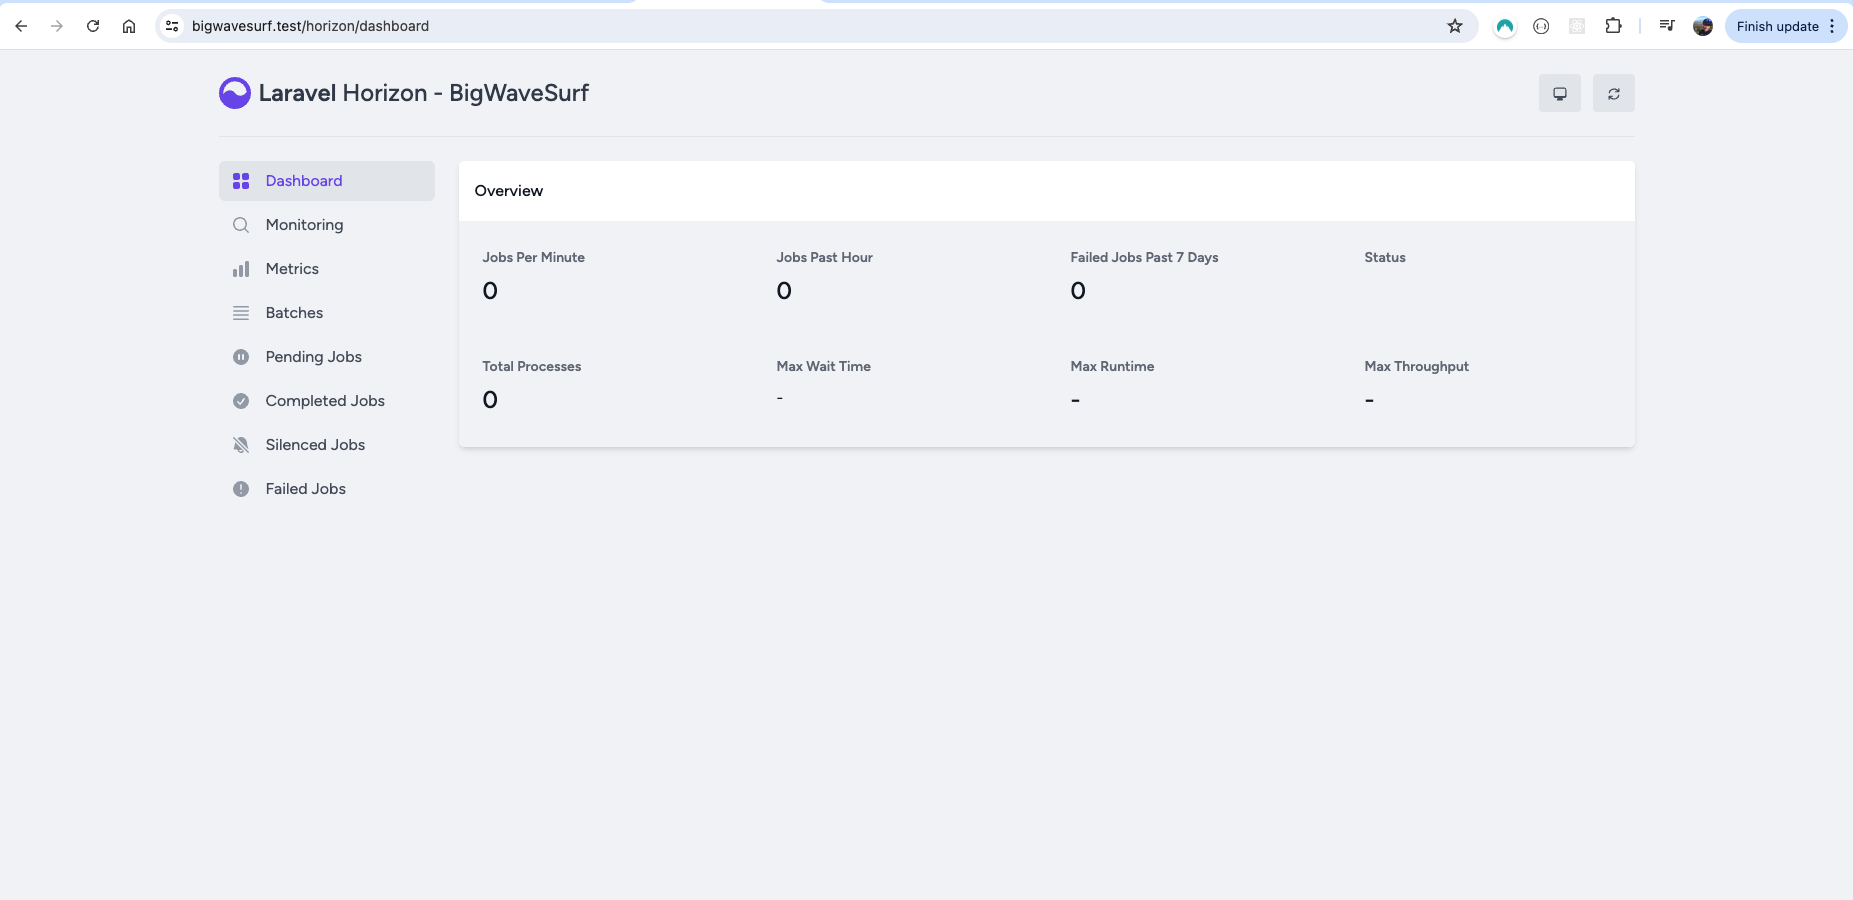 bigwavesurf.test/horizon/dashboard
Finish update
Laravel Horizon - BigWaveSurf
Dashboard
Monitoring
Metrics
Batches
Pending Jobs
Completed Jobs
Silenced Jobs
Failed Jobs
Overview
Jobs Per Minute
0
Jobs Past Hour
0
Failed Jobs Past 7 Days
0
Status
Total Processes
0
Max Wait Time
-
Max Runtime
-
Max Throughput
-